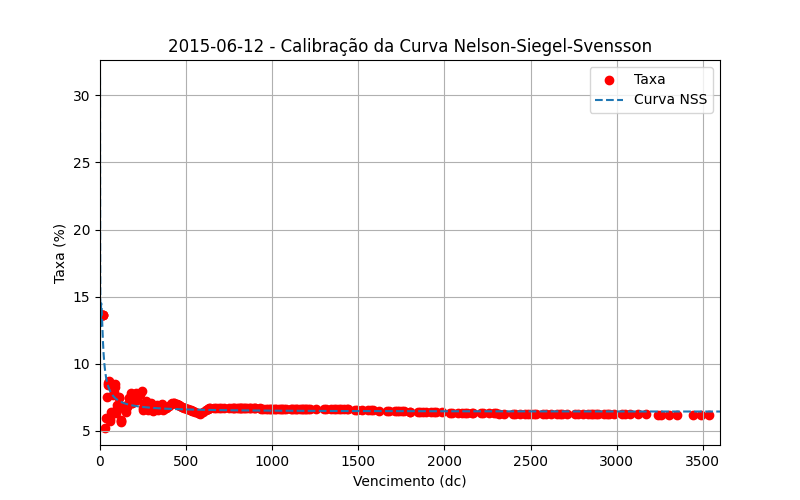 2015-06-12 - Calibração da Curva Nelson-Siegel-Svensson
Taxa
Curva NSS
30
25
20
15
10
5
Taxa (%)
0
500
1000
1500
2000
2500
3000
3500
Vencimento (dc)